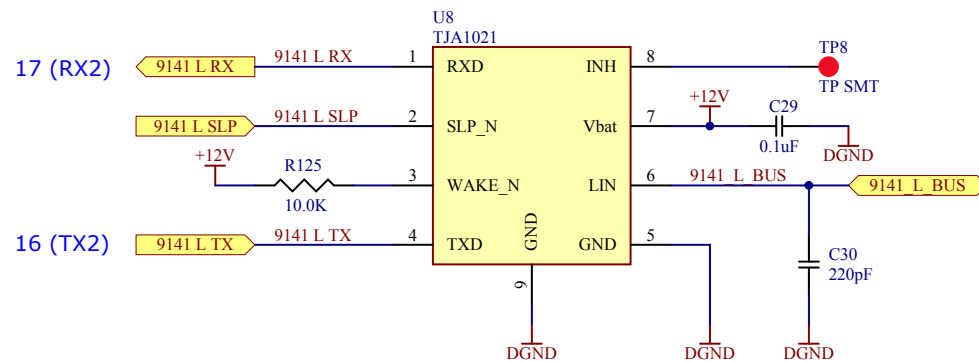 U8
TJA1021
17 (RX2)
9141 L RX
9141 L RX
1
RXD
INH
8
TP8
TP SMT
9141 L SLP
9141 L SLP
2
SLP_N
Vbat
7
+12V
C29
0.1uF
DGND
+12V
R125
10.0K
3
WAKE_N
LIN
6
9141_L_BUS
9141_L_BUS
16 (TX2)
9141 L TX
9141 L TX
4
TXD
GND
GND
5
C30
220pF
9
DGND
DGND
DGND